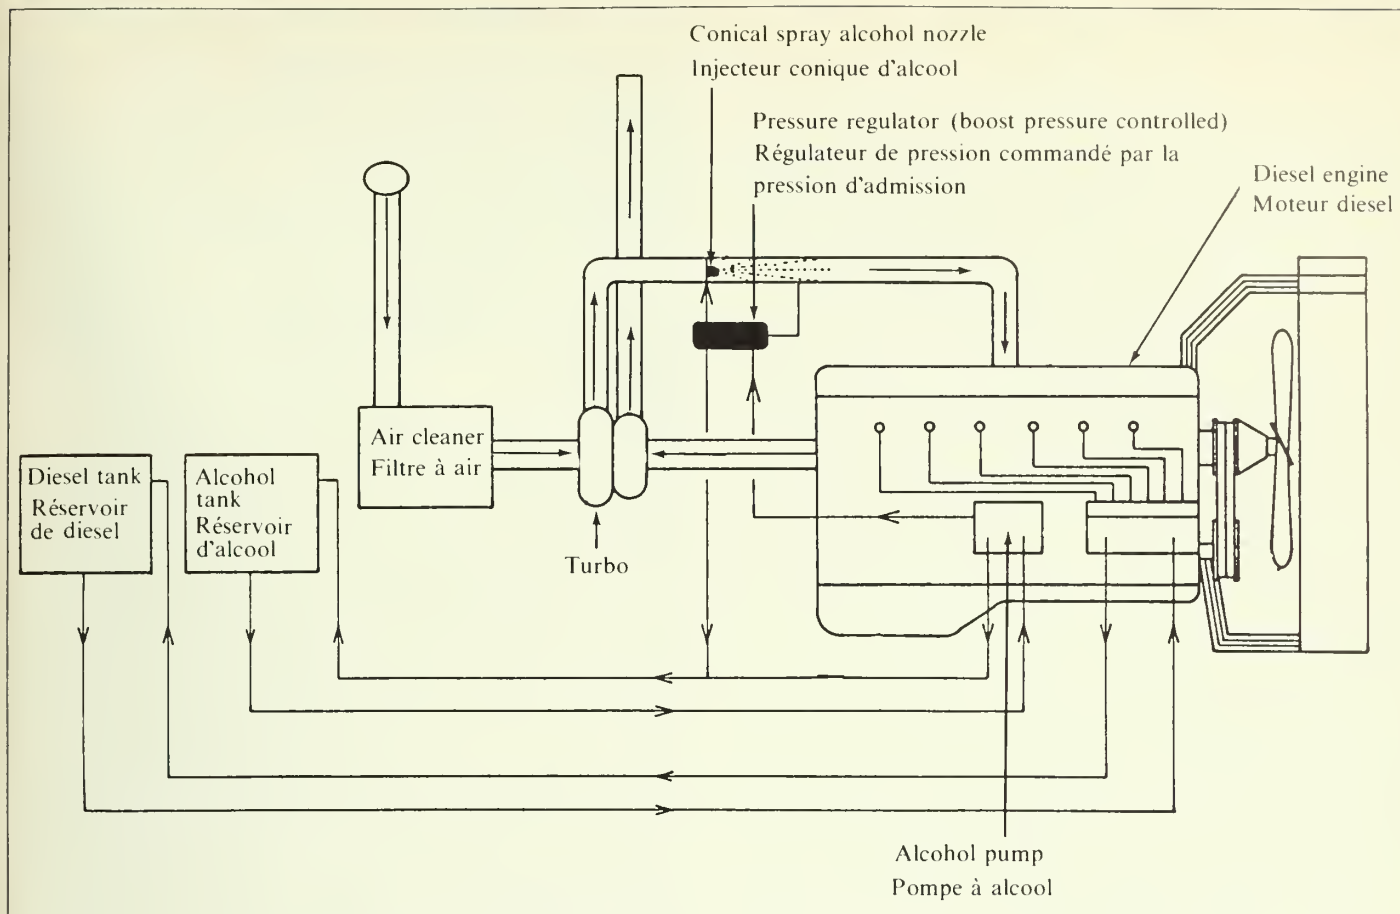 Conical spray alcohol nozzle
Injecteur conique d'alcool
Pressure regulator (boost pressure controlled)
Régulateur de pression commandé par la
pression d'admission
Diesel engine
Moteur diesel
Air cleaner
Filtre à air
Diesel tank
Réservoir
de diesel
Alcohol
tank
Réservoir
d'alcool
Turbo
Alcohol pump
Pompe à alcool